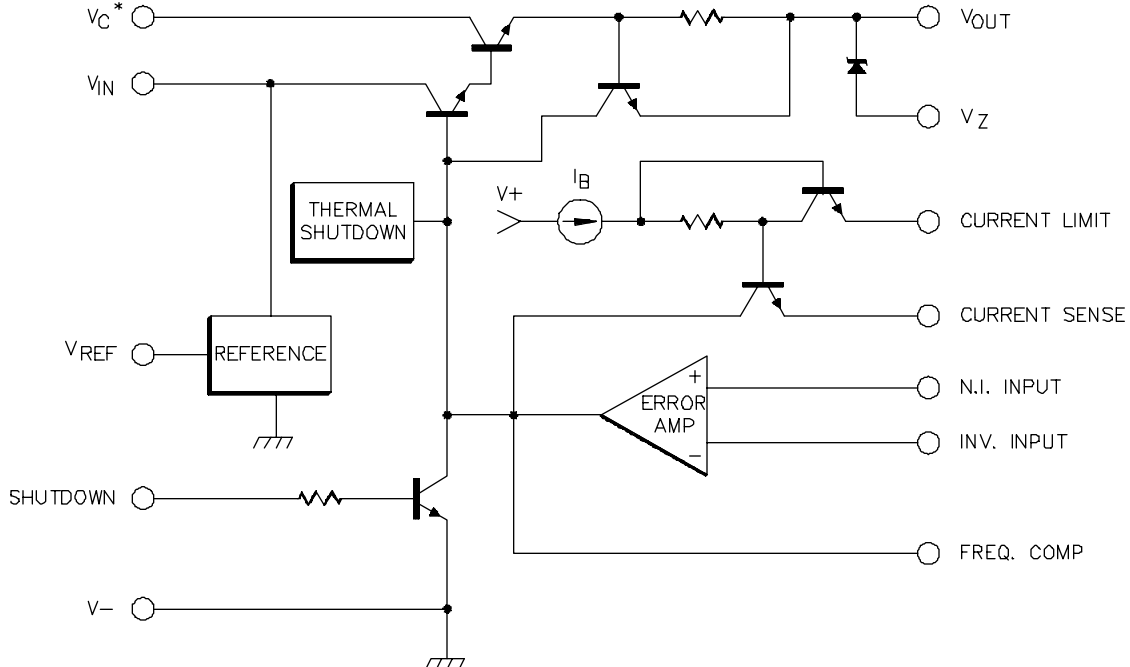 VC*
VOUT
VIN
VZ
THERMAL
SHUTDOWN
V+
IB
CURRENT LIMIT
CURRENT SENSE
VREF
REFERENCE
+
ERROR
AMP
−
N.I. INPUT
INV. INPUT
SHUTDOWN
FREQ. COMP
V−